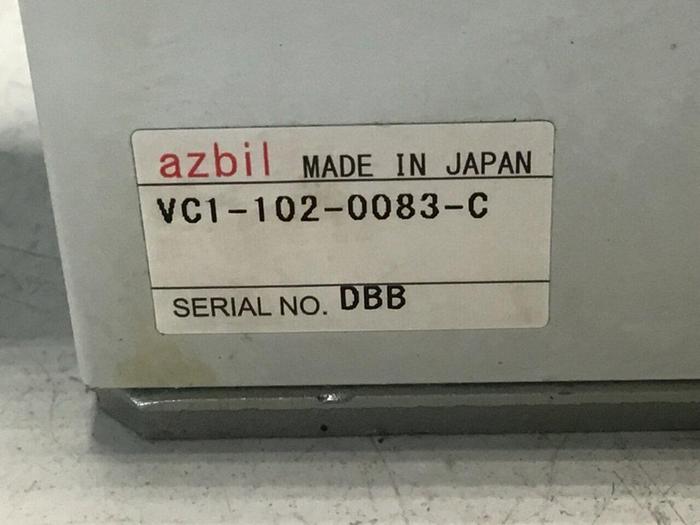 azbil MADE IN JAPAN
VC1-102-0083-C
SERIAL NO. DBB